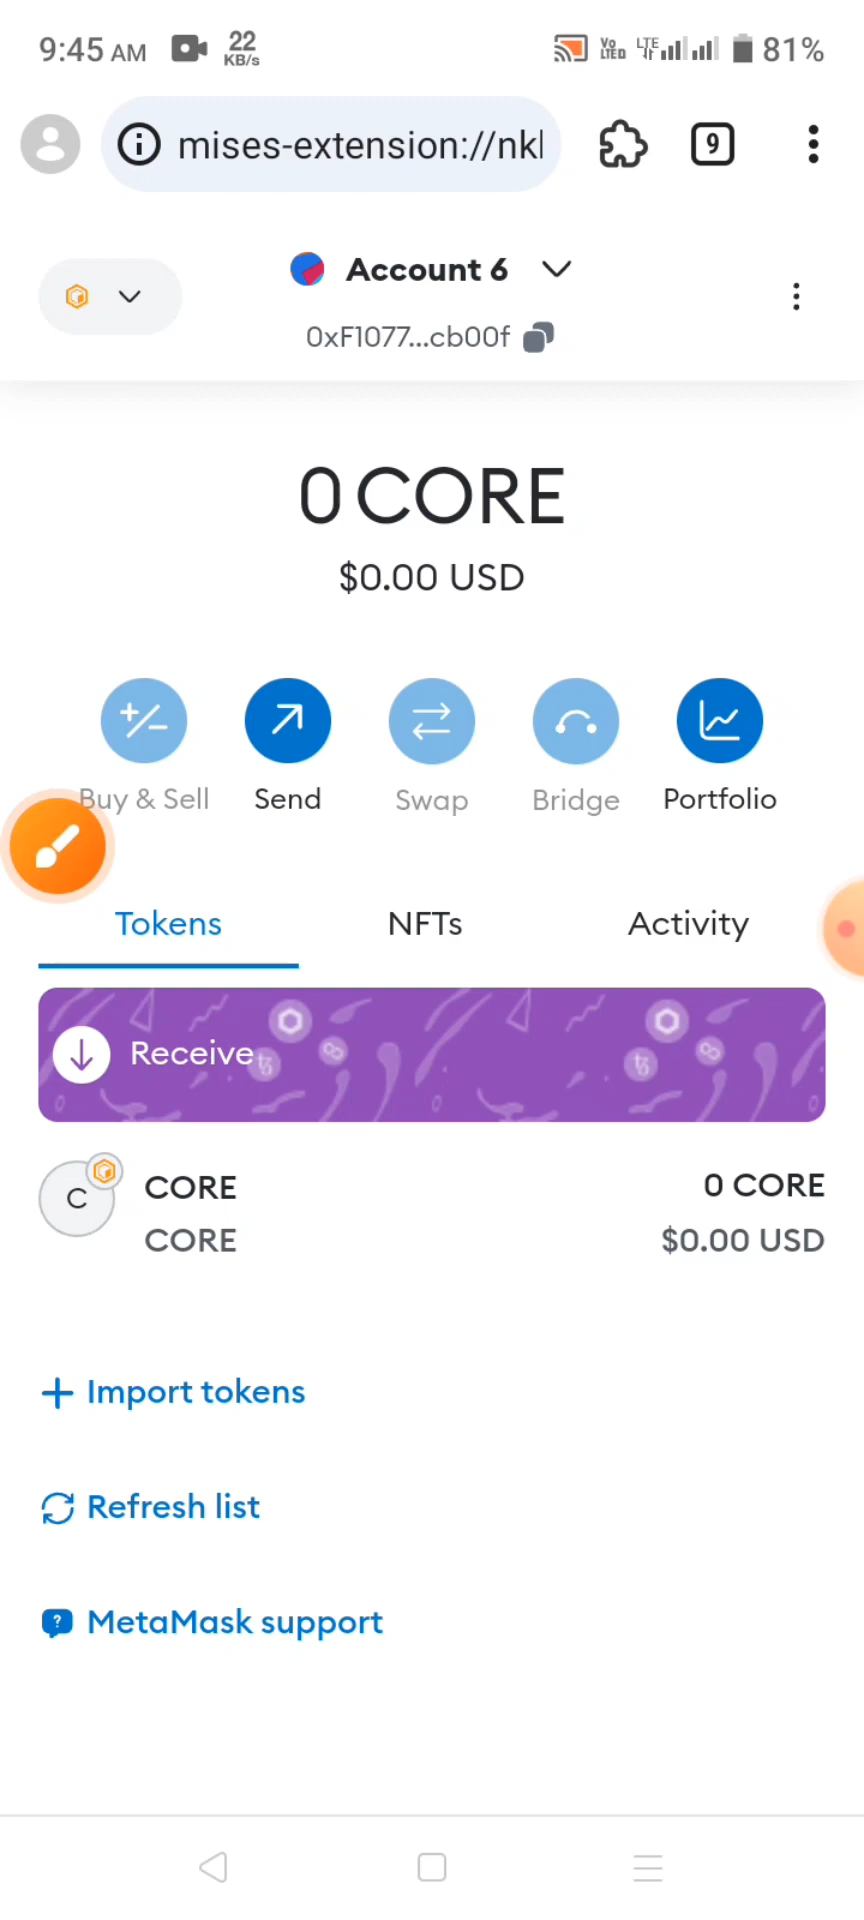 9:45 AM 22 KB/s Vo LTED LTE 81%
mises-extension://nkl 9
Account 6
0xF1077...cb00f
0 CORE
$0.00 USD
Buy & Sell Send Swap Bridge Portfolio
Tokens NFTs Activity
Receive
C CORE 0 CORE
CORE $0.00 USD
Import tokens
Refresh list
MetaMask support